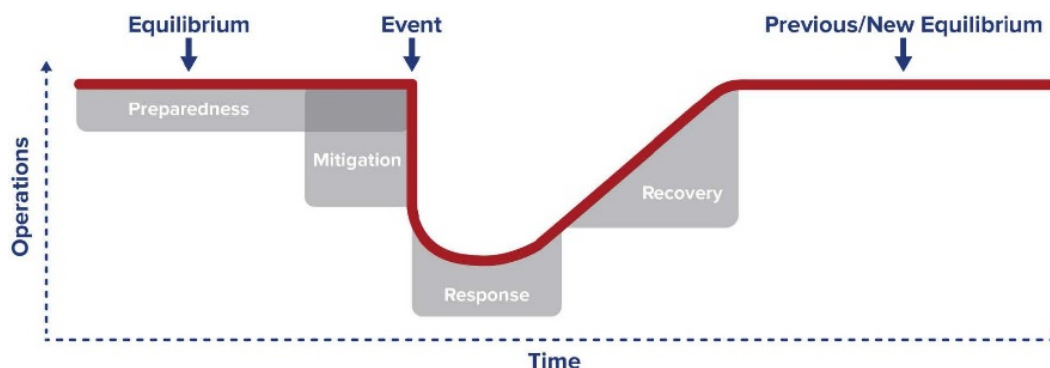 Equilibrium
Event
Previous/New Equilibrium
Preparedness
Mitigation
Recovery
Response
Operations
Time